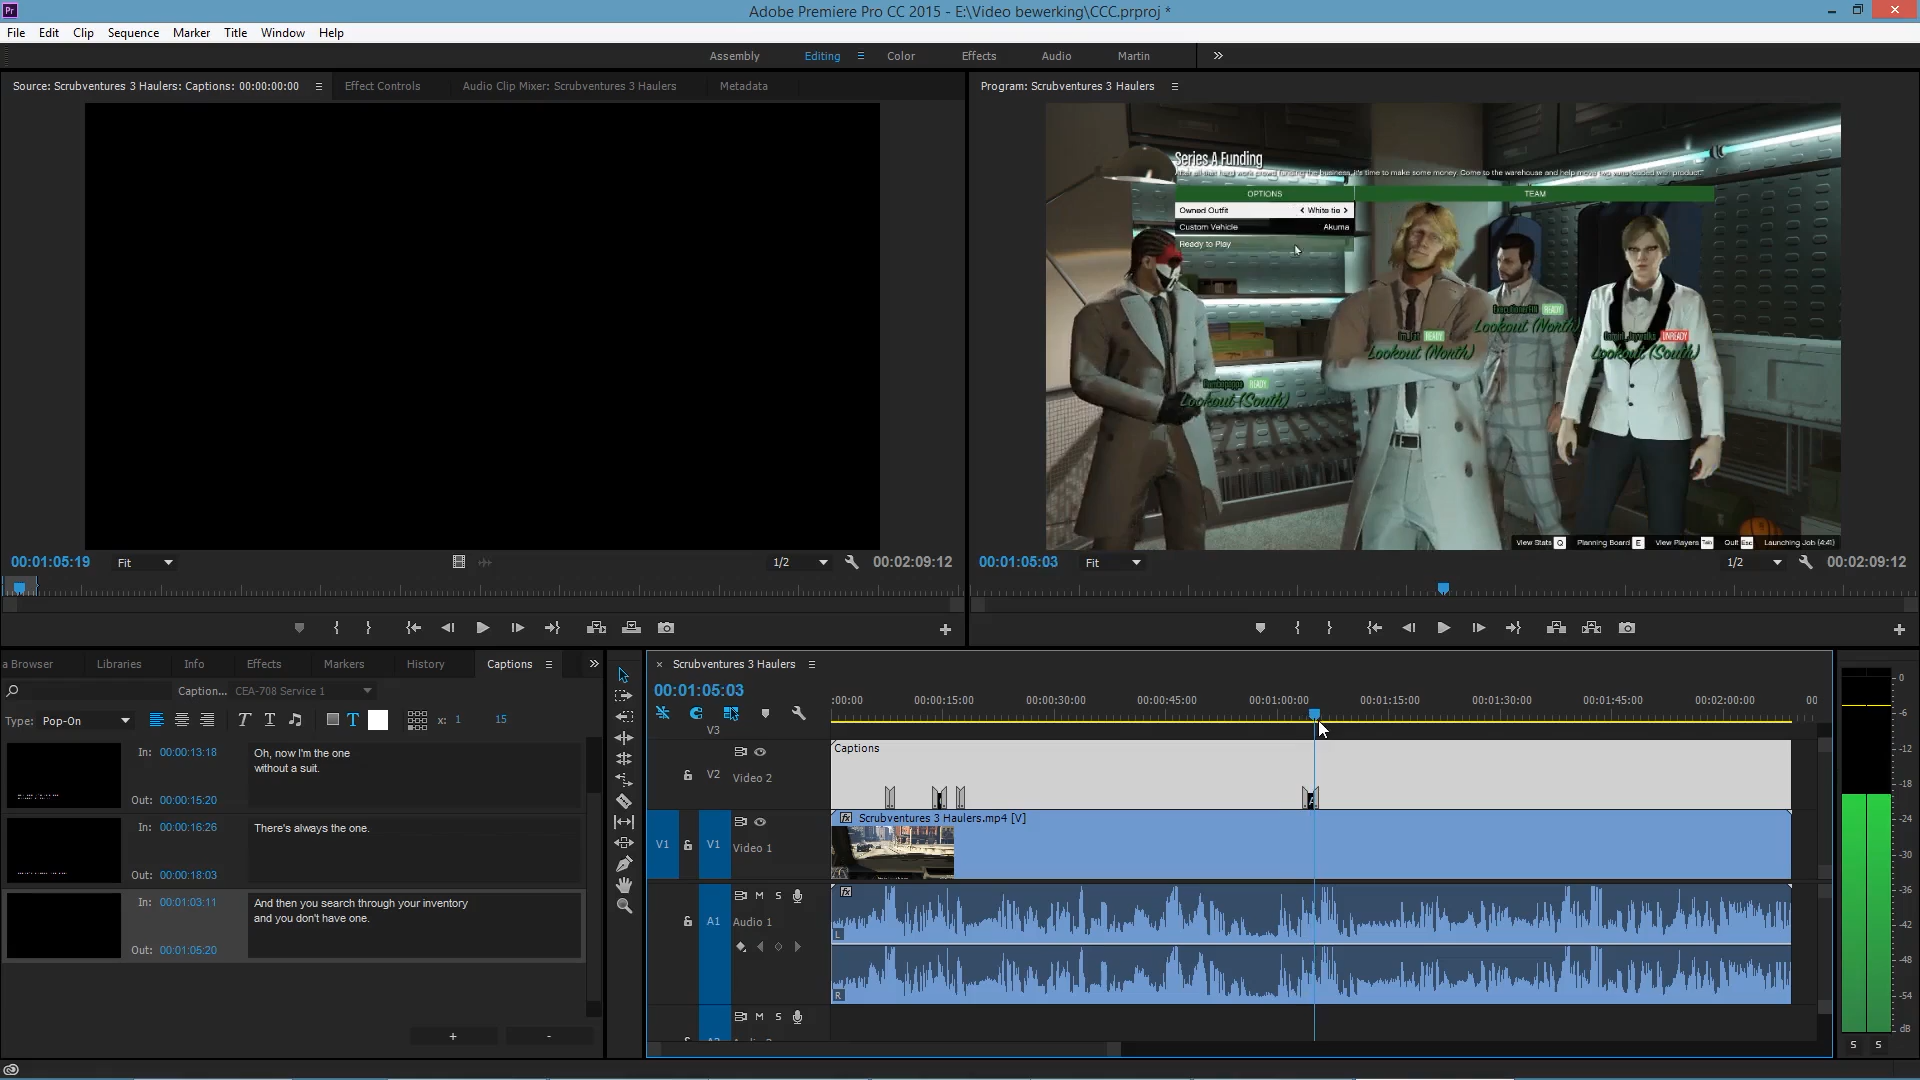 Adobe Premiere Pro CC 2015 - E:\Video bewerking\CCC.prproj *
File Edit Clip Sequence Marker Title Window Help
Assembly Editing Color Effects Audio Martin
Source: Scrubventures 3 Haulers: Captions: 00:00:00:00 Effect Controls Audio Clip Mixer: Scrubventures 3 Haulers Metadata
Program: Scrubventures 3 Haulers
Series A Funding
OPTIONS TEAM
Owned Outfit White tie
Custom Vehicle Akuma
Ready to Play
READY
Lookout (North)
READY
Lookout (North)
UNREADY
Lookout (South)
READY
Lookout (South)
View Stats Q Planning Board E View Players Tab Quit Esc Launching Job (4:41)
00:01:05:19 Fit 1/2 00:02:09:12
00:01:05:03 Fit 1/2 00:02:09:12
a Browser Libraries Info Effects Markers History Captions
Caption... CEA-708 Service 1
Type: Pop-On T T T x: 1 15
In: 00:00:13:18 Oh, now I'm the one
without a suit.
Out: 00:00:15:20
In: 00:00:16:26 There's always the one.
Out: 00:00:18:03
In: 00:01:03:11 And then you search through your inventory
and you don't have one.
Out: 00:01:05:20
+ -
× Scrubventures 3 Haulers
00:01:05:03
:00:00 00:00:15:00 00:00:30:00 00:00:45:00 00:01:00:00 00:01:15:00 00:01:30:00 00:01:45:00 00:02:00:00 00
V3
Captions
V2 Video 2
fx Scrubventures 3 Haulers.mp4 [V]
V1 V1 Video 1
M S fx
A1 Audio 1
L
R
M S
0
-6
-12
-18
-24
-30
-36
-42
-48
-54
dB
S S